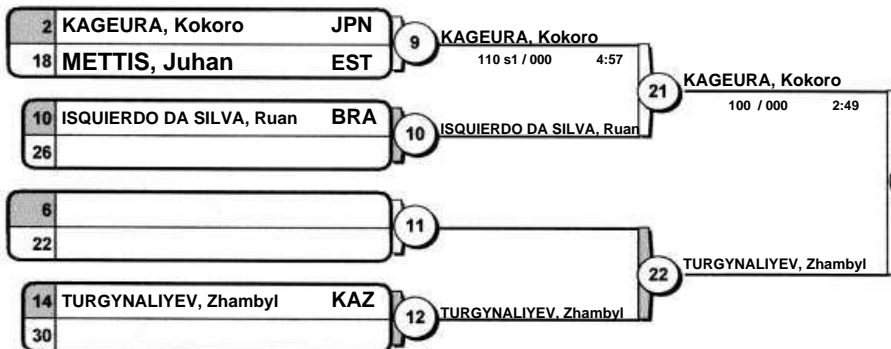 2 KAGEURA, Kokoro JPN
18 METTIS, Juhan EST
9
KAGEURA, Kokoro
110 s1 / 000 4:57
10 ISQUIERDO DA SILVA, Ruan BRA
26
10
ISQUIERDO DA SILVA, Ruan
21
KAGEURA, Kokoro
100 / 000 2:49
6
22
11
14 TURGYNALIYEV, Zhambyl KAZ
30
12
TURGYNALIYEV, Zhambyl
22
TURGYNALIYEV, Zhambyl